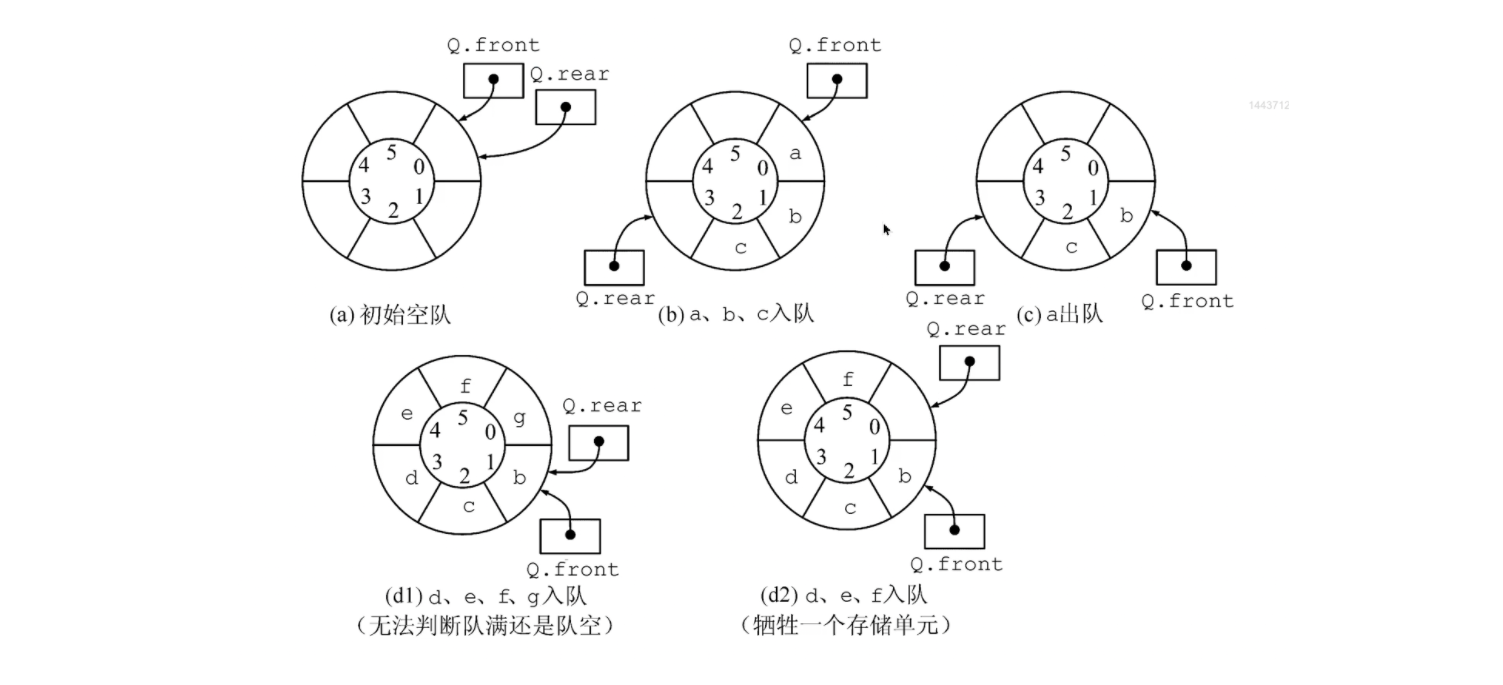 Q.front
Q.rear
5
4
0
3
1
2
(a) 初始空队
Q.front
5
a
4
0
3
1
b
2
c
Q.rear
(b) a、b、c入队
1443712
5
4
0
3
1
b
2
c
Q.rear
Q.front
(c) a出队
f
e
5
g
4
0
3
1
d
2
b
c
Q.rear
Q.front
(d1) d、e、f、g入队
(无法判断队满还是队空)
Q.rear
f
e
5
4
0
3
1
d
2
b
c
Q.front
(d2) d、e、f入队
(牺牲一个存储单元)